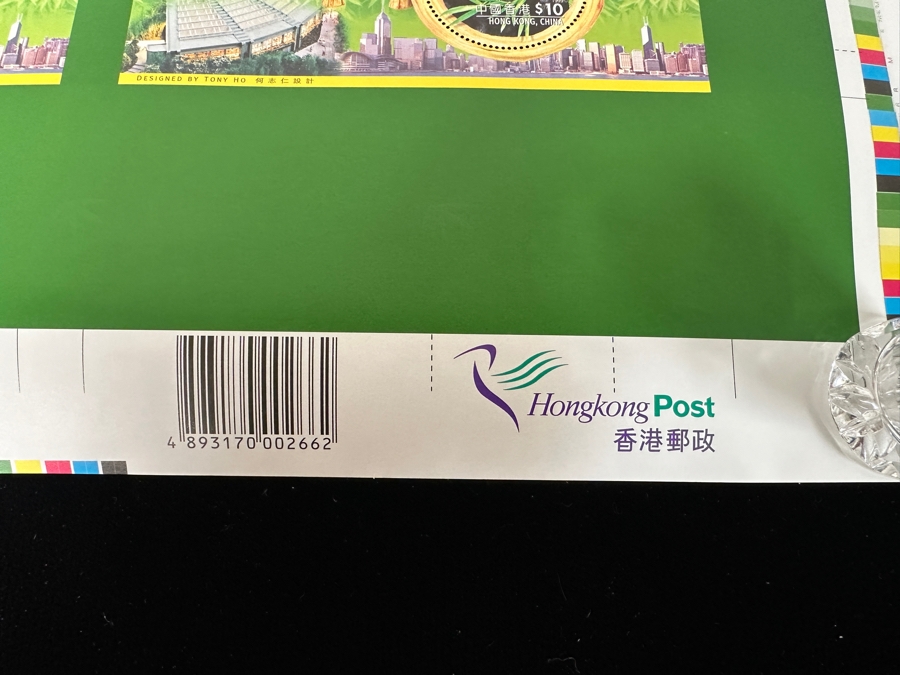 中國香港 $10
HONG KONG, CHINA
DESIGNED BY TONY HO 何志仁設計
4 893170 002662
Hongkong Post
香港郵政